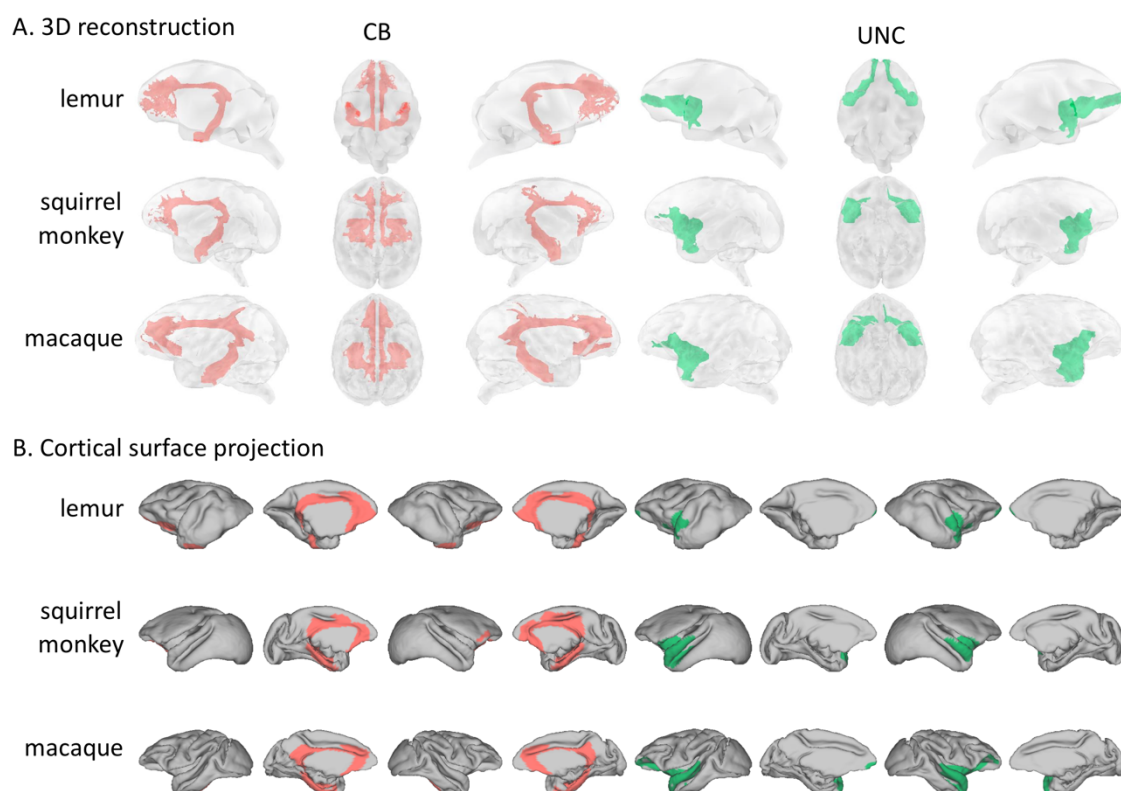 A. 3D reconstruction
CB
UNC
lemur
squirrel
monkey
macaque
B. Cortical surface projection
lemur
squirrel
monkey
macaque